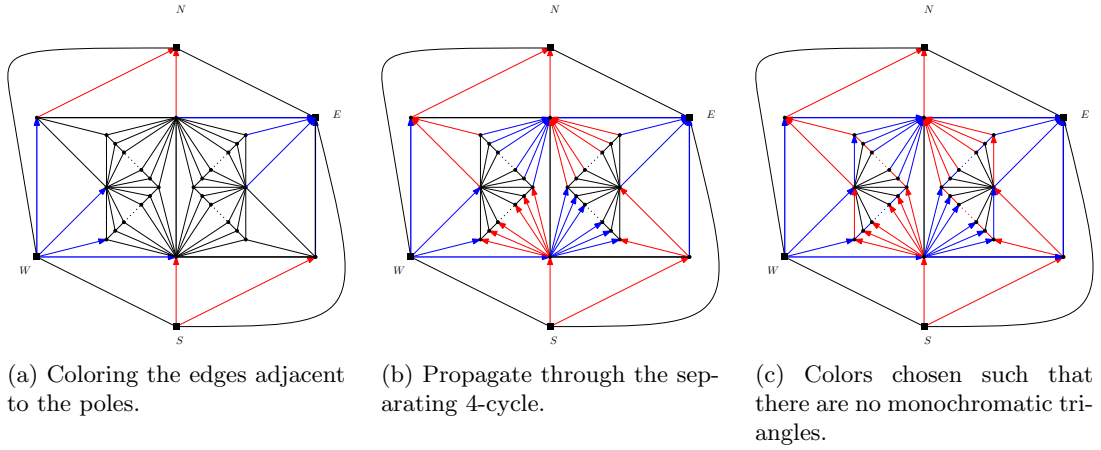 N
N
N
E
E
E
W
W
W
S
S
S
(a) Coloring the edges adjacent
to the poles.
(b) Propagate through the sep-
arating 4-cycle.
(c) Colors chosen such that
there are no monochromatic tri-
angles.